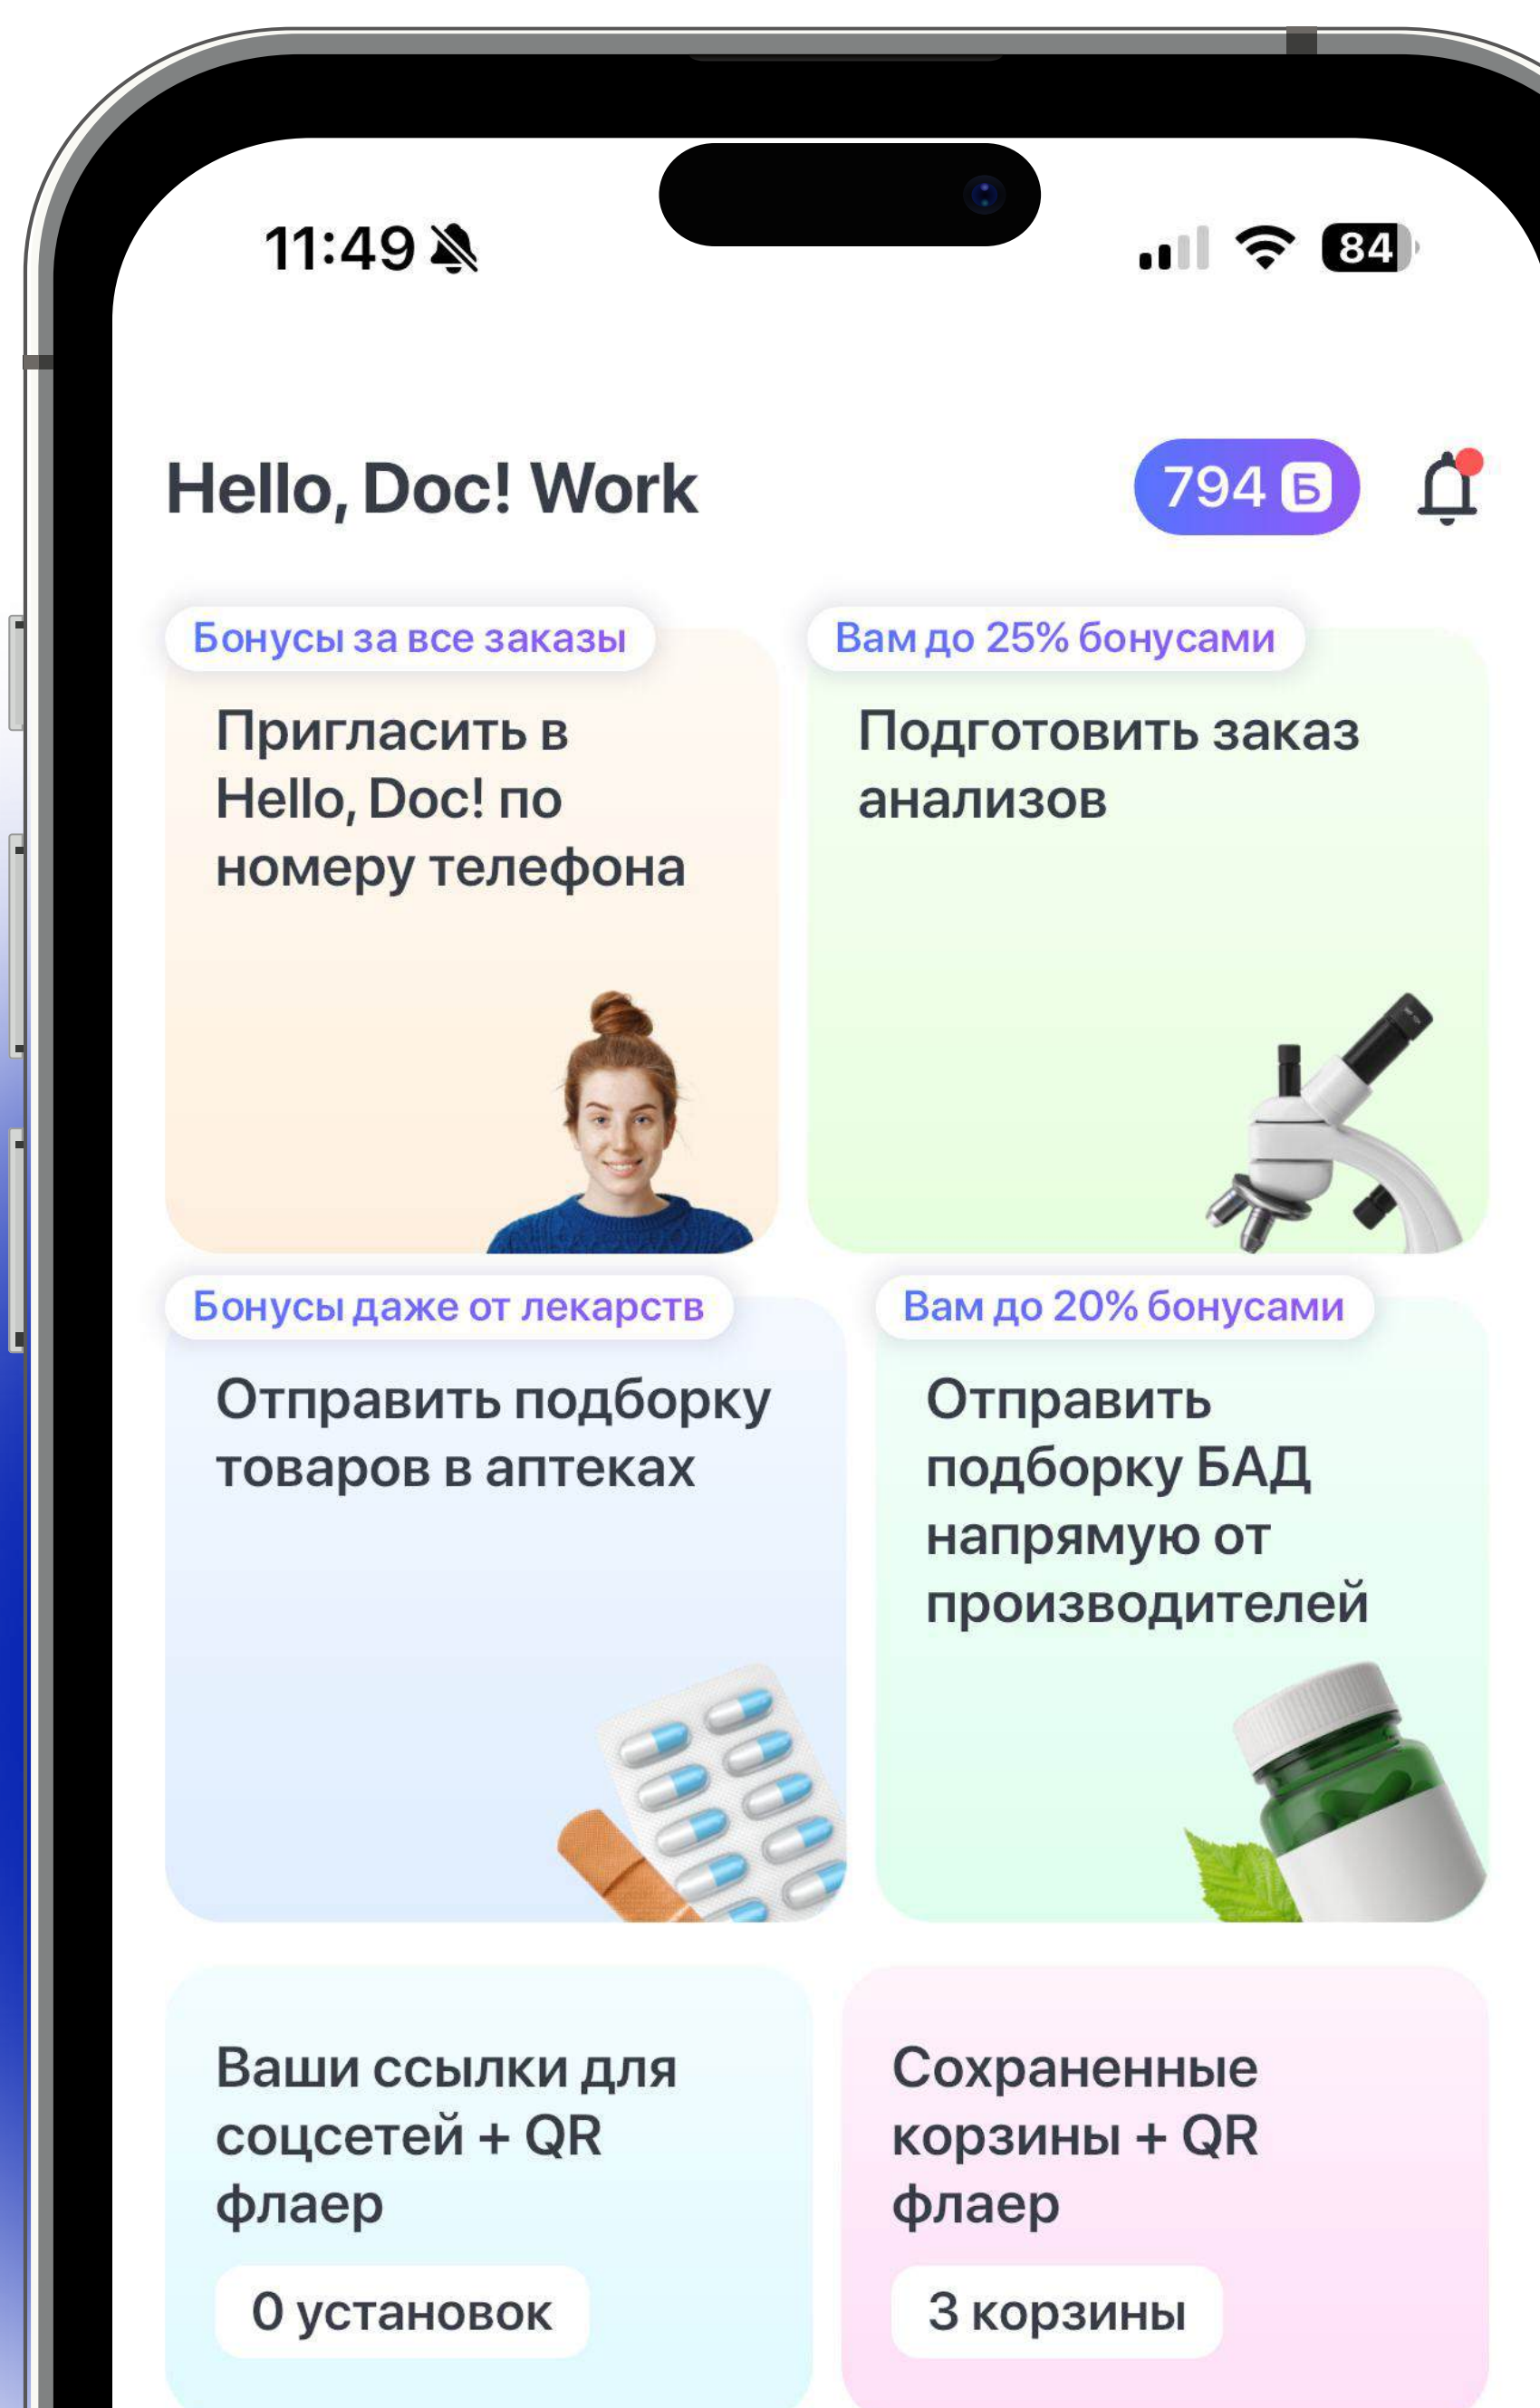 11:49
84
Hello, Doc! Work
794 Б
Бонусы за все заказы
Пригласить в
Hello, Doc! по
номеру телефона
Вам до 25% бонусами
Подготовить заказ
анализов
Бонусы даже от лекарств
Отправить подборку
товаров в аптеках
Вам до 20% бонусами
Отправить
подборку БАД
напрямую от
производителей
Ваши ссылки для
соцсетей + QR
флаер
0 установок
Сохраненные
корзины + QR
флаер
3 корзины